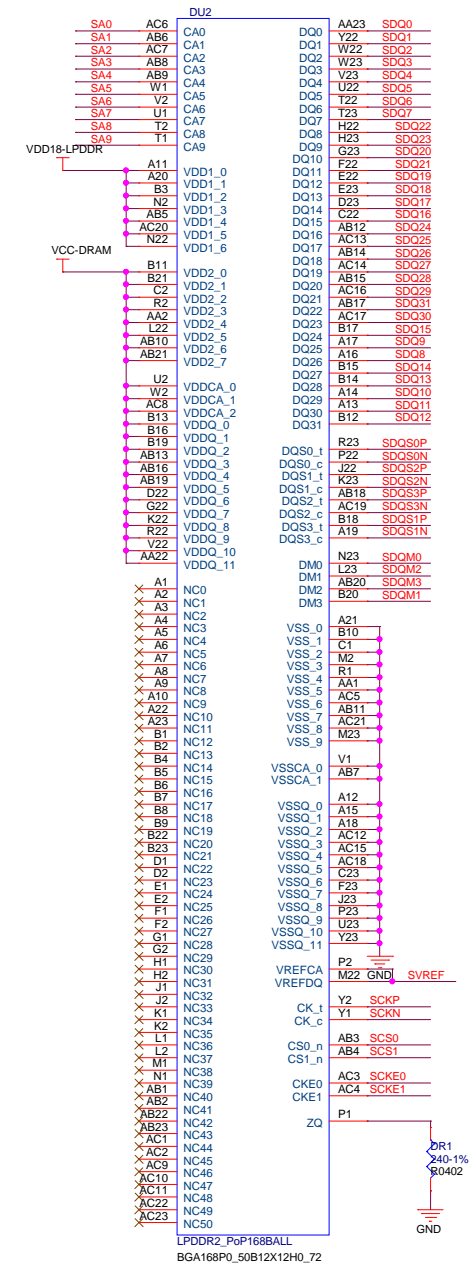 DU2
SA0 AC6 CA0
SA1 AB6 CA1
SA2 AC7 CA2
SA3 AB8 CA3
SA4 AB9 CA4
SA5 W1 CA5
SA6 V2 CA6
SA7 U1 CA7
SA8 T2 CA8
SA9 T1 CA9
VDD18-LPDDR
A11 VDD1_0
A20 VDD1_1
B3 VDD1_2
N2 VDD1_3
AB5 VDD1_4
AC20 VDD1_5
N22 VDD1_6
VCC-DRAM
B11 VDD2_0
B21 VDD2_1
C2 VDD2_2
R2 VDD2_3
AA2 VDD2_4
L22 VDD2_5
AB10 VDD2_6
AB21 VDD2_7
U2 VDDCA_0
W2 VDDCA_1
AC8 VDDCA_2
B13 VDDQ_0
B16 VDDQ_1
B19 VDDQ_2
AB13 VDDQ_3
AB16 VDDQ_4
AB19 VDDQ_5
D22 VDDQ_6
G22 VDDQ_7
K22 VDDQ_8
R22 VDDQ_9
V22 VDDQ_10
AA22 VDDQ_11
A1 NC0
A2 NC1
A3 NC2
A4 NC3
A5 NC4
A6 NC5
A7 NC6
A8 NC7
A9 NC8
A10 NC9
A22 NC10
A23 NC11
B1 NC12
B2 NC13
B4 NC14
B5 NC15
B6 NC16
B7 NC17
B8 NC18
B9 NC19
B22 NC20
B23 NC21
D1 NC22
D2 NC23
E1 NC24
E2 NC25
F1 NC26
F2 NC27
G1 NC28
G2 NC29
H1 NC30
H2 NC31
J1 NC32
J2 NC33
K1 NC34
K2 NC35
L1 NC36
L2 NC37
M1 NC38
N1 NC39
AB1 NC40
AB2 NC41
AB22 NC42
AB23 NC43
AC1 NC44
AC2 NC45
AC9 NC46
AC10 NC47
AC11 NC48
AC22 NC49
AC23 NC50
DQ0 AA23 SDQ0
DQ1 Y22 SDQ1
DQ2 W22 SDQ2
DQ3 W23 SDQ3
DQ4 V23 SDQ4
DQ5 U22 SDQ5
DQ6 T22 SDQ6
DQ7 T23 SDQ7
DQ8 H22 SDQ22
DQ9 H23 SDQ23
DQ10 G23 SDQ20
DQ11 F22 SDQ21
DQ12 E22 SDQ19
DQ13 E23 SDQ18
DQ14 D23 SDQ17
DQ15 C22 SDQ16
DQ16 AB12 SDQ24
DQ17 AC13 SDQ25
DQ18 AB14 SDQ26
DQ19 AC14 SDQ27
DQ20 AB15 SDQ28
DQ21 AC16 SDQ29
DQ22 AB17 SDQ31
DQ23 AC17 SDQ30
DQ24 B17 SDQ15
DQ25 A17 SDQ9
DQ26 A16 SDQ8
DQ27 B15 SDQ14
DQ28 B14 SDQ13
DQ29 A14 SDQ10
DQ30 A13 SDQ11
DQ31 B12 SDQ12
DQS0_t R23 SDQS0P
DQS0_c P22 SDQS0N
DQS1_t J22 SDQS2P
DQS1_c K23 SDQS2N
DQS2_t AB18 SDQS3P
DQS2_c AC19 SDQS3N
DQS3_t B18 SDQS1P
DQS3_c A19 SDQS1N
DM0 N23 SDQM0
DM1 L23 SDQM2
DM2 AB20 SDQM3
DM3 B20 SDQM1
VSS_0 A21
VSS_1 B10
VSS_2 C1
VSS_3 M2
VSS_4 R1
VSS_5 AA1
VSS_6 AC5
VSS_7 AB11
VSS_8 AC21
VSS_9 M23
VSSCA_0 V1
VSSCA_1 AB7
VSSQ_0 A12
VSSQ_1 A15
VSSQ_2 A18
VSSQ_3 AC12
VSSQ_4 AC15
VSSQ_5 AC18
VSSQ_6 C23
VSSQ_7 F23
VSSQ_8 J23
VSSQ_9 P23
VSSQ_10 U23
VSSQ_11 Y23
VREFCA P2
VREFDQ M22 GND SVREF
CK_t Y2 SCKP
CK_c Y1 SCKN
CS0_n AB3 SCS0
CS1_n AB4 SCS1
CKE0 AC3 SCKE0
CKE1 AC4 SCKE1
ZQ P1
DR1
240-1%
R0402
GND
LPDDR2_PoP168BALL
BGA168P0_50B12X12H0_72